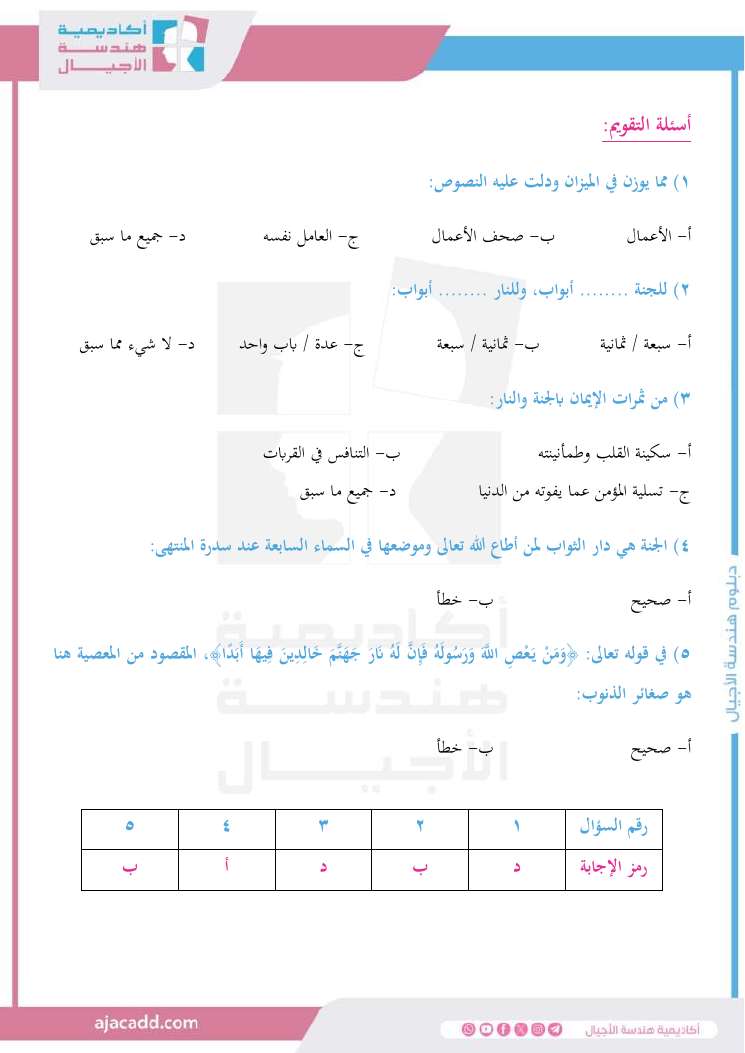 أكاديمية
هندسة
الأجيال
أسئلة التقويم:
١) مما يوزن في الميزان ودلت عليه النصوص:
أ- الأعمال ب- صحف الأعمال ج- العامل نفسه د- جميع ما سبق
٢) للجنة ........ أبواب، وللنار ........ أبواب:
أ- سبعة / ثمانية ب- ثمانية / سبعة ج- عدة / باب واحد د- لا شيء مما سبق
٣) من ثمرات الإيمان بالجنة والنار:
أ- سكينة القلب وطمأنينته ب- التنافس في القربات
ج- تسلية المؤمن عما يفوته من الدنيا د- جميع ما سبق
٤) الجنة هي دار الثواب لمن أطاع الله تعالى وموضعها في السماء السابعة عند سدرة المنتهى:
أ- صحيح ب- خطأ
٥) في قوله تعالى: ﴿وَمَنْ يَعْصِ اللَّهَ وَرَسُولَهُ فَإِنَّ لَهُ نَارَ جَهَنَّمَ خَالِدِينَ فِيهَا أَبَدًا﴾، المقصود من المعصية هنا
هو صغائر الذنوب:
أ- صحيح ب- خطأ
رقم السؤال ١ ٢ ٣ ٤ ٥
رمز الإجابة د ب د أ ب
دبلوم هندسة الأجيال
أكاديمية
هندسة
الأجيال
أكاديمية هندسة الأجيال
ajacadd.com